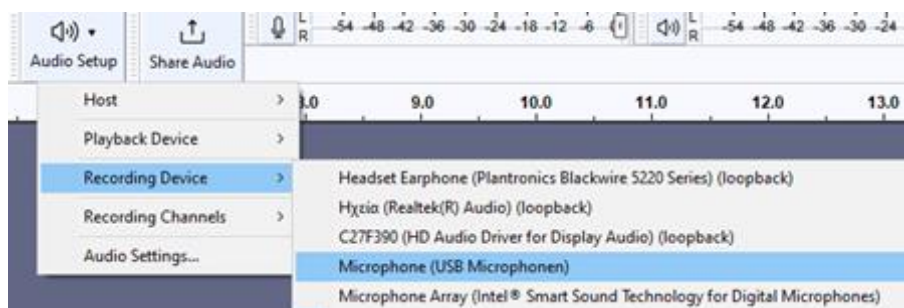 L
R
-54 -48 -42 -36 -30 -24 -18 -12 -6
L
R
-54 -48 -42 -36 -30 -24
Audio Setup
Share Audio
9.0 10.0 11.0 12.0 13.0
Host
Playback Device
Recording Device
Recording Channels
Audio Settings...
Headset Earphone (Plantronics Blackwire 5220 Series) (loopback)
Ηχεία (Realtek(R) Audio) (loopback)
C27F390 (HD Audio Driver for Display Audio) (loopback)
Microphone (USB Microphonen)
Microphone Array (Intel® Smart Sound Technology for Digital Microphones)